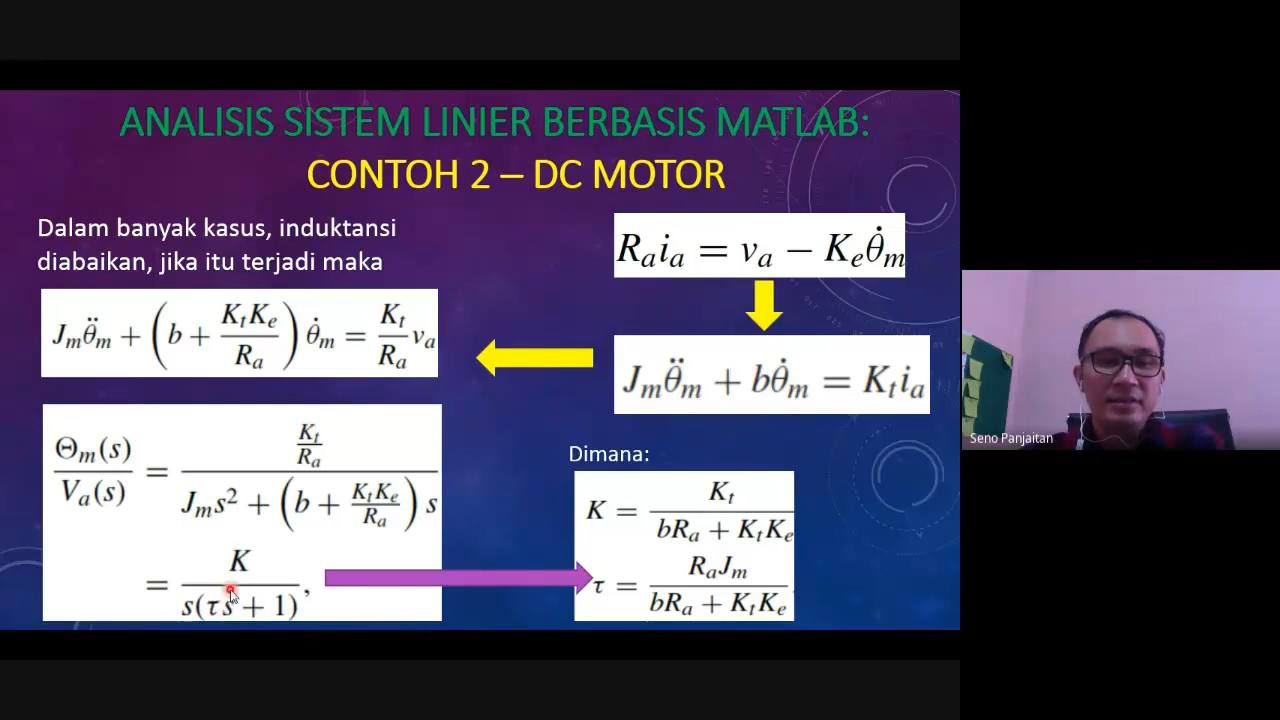 ANALISIS SISTEM LINIER BERBASIS MATLAB:
CONTOH 2 – DC MOTOR
Dalam banyak kasus, induktansi
diabaikan, jika itu terjadi maka
R_a i_a = v_a − K_e θ̇_m
J_m θ̈_m + b θ̇_m = K_t i_a
J_m θ̈_m + (b + K_t K_e / R_a) θ̇_m = K_t / R_a v_a
Θ_m(s) / V_a(s) = (K_t / R_a) / (J_m s² + (b + K_t K_e / R_a) s
= K / s(τs + 1),
Dimana:
K = K_t / bR_a + K_t K_e
τ = R_a J_m / bR_a + K_t K_e
Seno Panjaitan